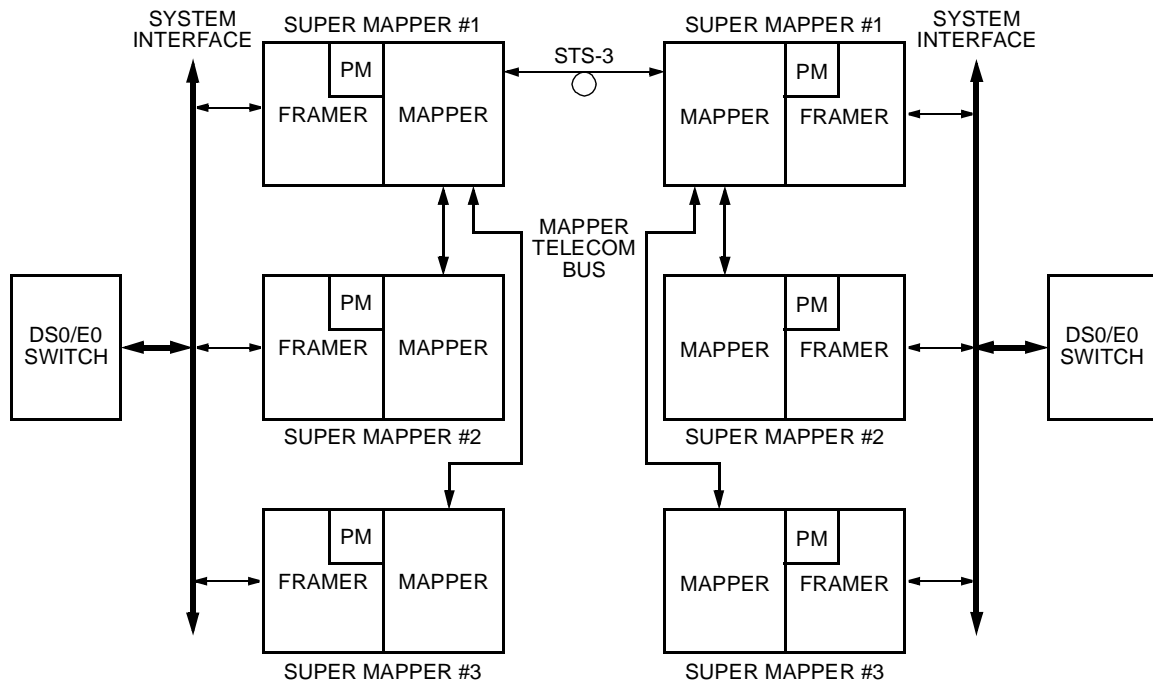 SYSTEM
INTERFACE
SUPER MAPPER #1
PM
FRAMER
MAPPER
STS-3
SUPER MAPPER #1
PM
MAPPER
FRAMER
SYSTEM
INTERFACE
MAPPER
TELECOM
BUS
DS0/E0
SWITCH
PM
FRAMER
MAPPER
SUPER MAPPER #2
PM
MAPPER
FRAMER
SUPER MAPPER #2
DS0/E0
SWITCH
PM
FRAMER
MAPPER
SUPER MAPPER #3
PM
MAPPER
FRAMER
SUPER MAPPER #3